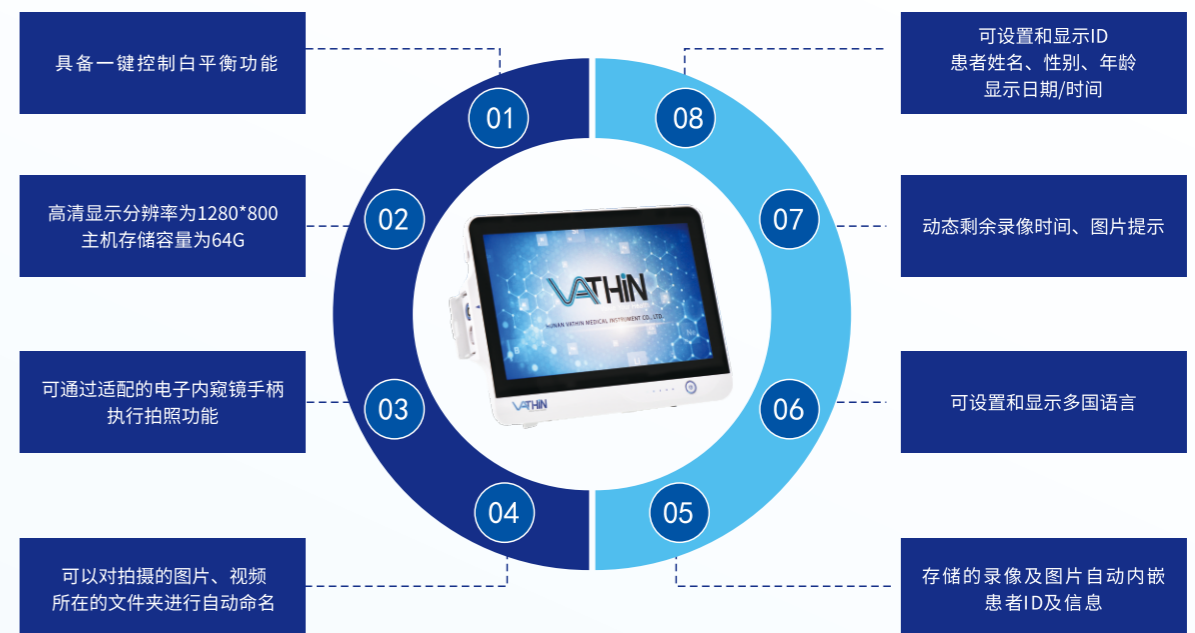 具备一键控制白平衡功能
01
高清显示分辨率为1280*800
主机存储容量为64G
02
可通过适配的电子内窥镜手柄
执行拍照功能
03
可以对拍摄的图片、视频
所在的文件夹进行自动命名
04
存储的录像及图片自动内嵌
患者ID及信息
05
可设置和显示多国语言
06
动态剩余录像时间、图片提示
07
可设置和显示ID
患者姓名、性别、年龄
显示日期/时间
08
VATHiN
HUNAN VATHIN MEDICAL INSTRUMENT CO., LTD.
VATHiN